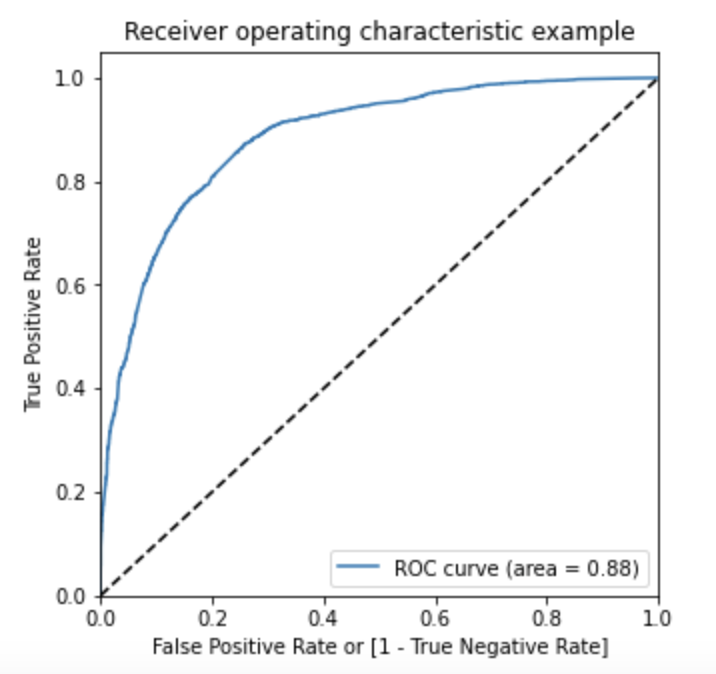 Receiver operating characteristic example
1.0
0.8
0.6
0.4
0.2
0.0
True Positive Rate
ROC curve (area = 0.88)
0.0 0.2 0.4 0.6 0.8 1.0
False Positive Rate or [1 - True Negative Rate]